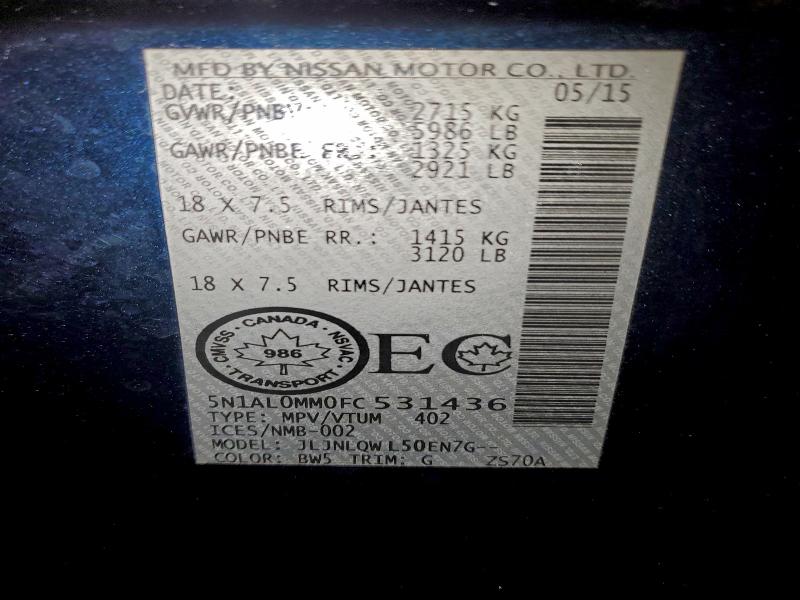 MFD BY NISSAN MOTOR CO., LTD.
DATE: 05/15
GVWR/PNBV 2715 KG
5986 LB
GAWR/PNBE FR.: 1325 KG
2921 LB
18 X 7.5 RIMS/JANTES
GAWR/PNBE RR.: 1415 KG
3120 LB
18 X 7.5 RIMS/JANTES
CANADA
CMVSS NSVAC
986
TRANSPORT
EC
5N1AL0MM0FC531436
TYPE: MPV/VTUM 402
ICES/NMB-002
MODEL: JLJNLQWL50EN7G--
COLOR: BW5 TRIM: G ZS70A